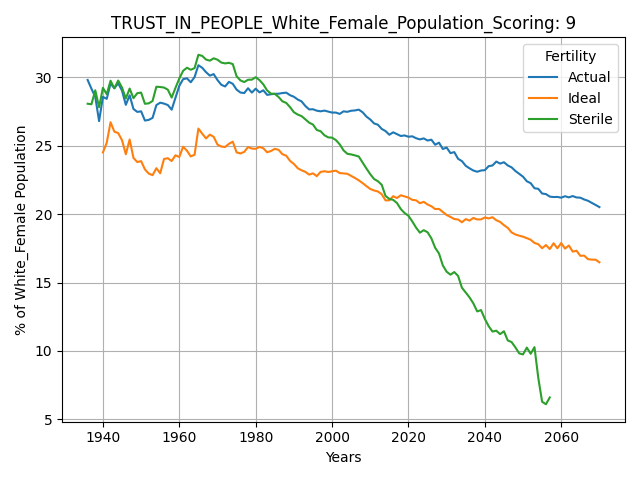 TRUST_IN_PEOPLE_White_Female_Population_Scoring: 9
Fertility
Actual
Ideal
Sterile
% of White_Female Population
30
25
20
15
10
5
1940 1960 1980 2000 2020 2040 2060
Years